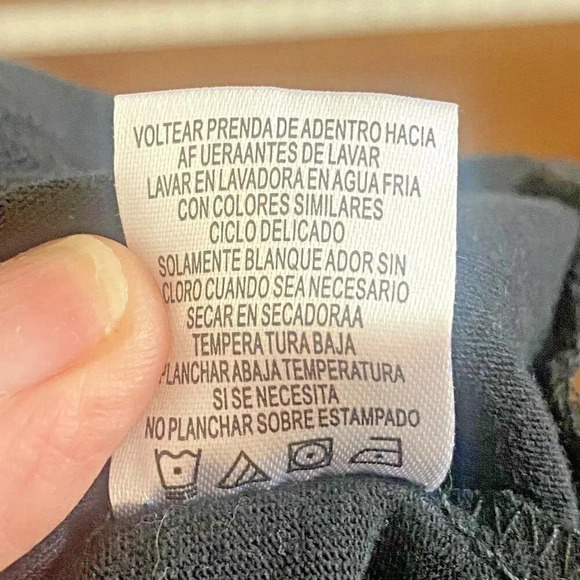 VOLTEAR PRENDA DE ADENTRO HACIA
AF UERAANTES DE LAVAR
LAVAR EN LAVADORA EN AGUA FRIA
CON COLORES SIMILARES
CICLO DELICADO
SOLAMENTE BLANQUE ADOR SIN
CLORO CUANDO SEA NECESARIO
SECAR EN SECADORAA
TEMPERA TURA BAJA
PLANCHAR ABAJA TEMPERATURA
SI SE NECESITA
NO PLANCHAR SOBRE ESTAMPADO